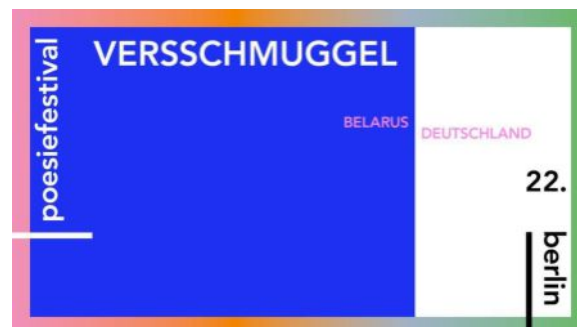 poesiefestival
VERSSCHMUGGEL
BELARUS
DEUTSCHLAND
22.
berlin